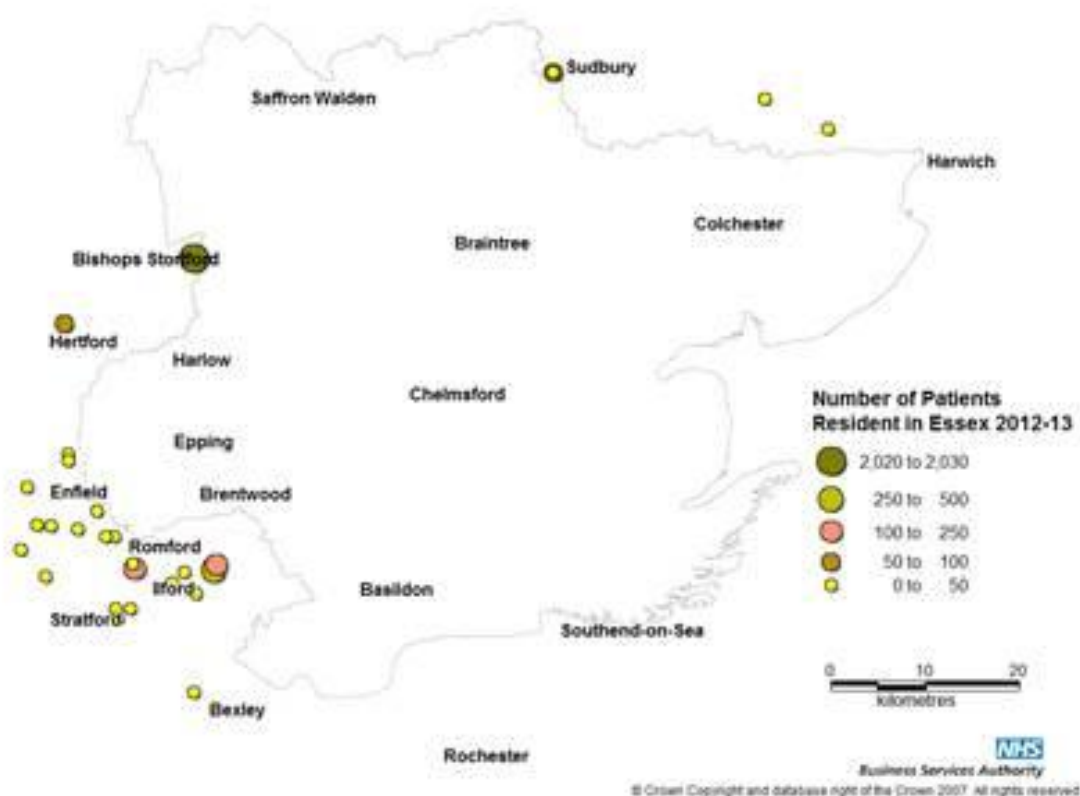 Sudbury
Saffron Walden
Harwich
Colchester
Braintree
Bishops Stortford
Hertford
Harlow
Chelmsford
Number of Patients
Resident in Essex 2012-13
Epping
2,020 to 2,030
Enfield
Brentwood
250 to 500
100 to 250
Romford
50 to 100
Ilford
Basildon
0 to 50
Stratford
Southend-on-Sea
0 10 20
kilometres
Bexley
Rochester
NHS
Business Services Authority
© Crown Copyright and database right of the Crown 2007 All rights reserved